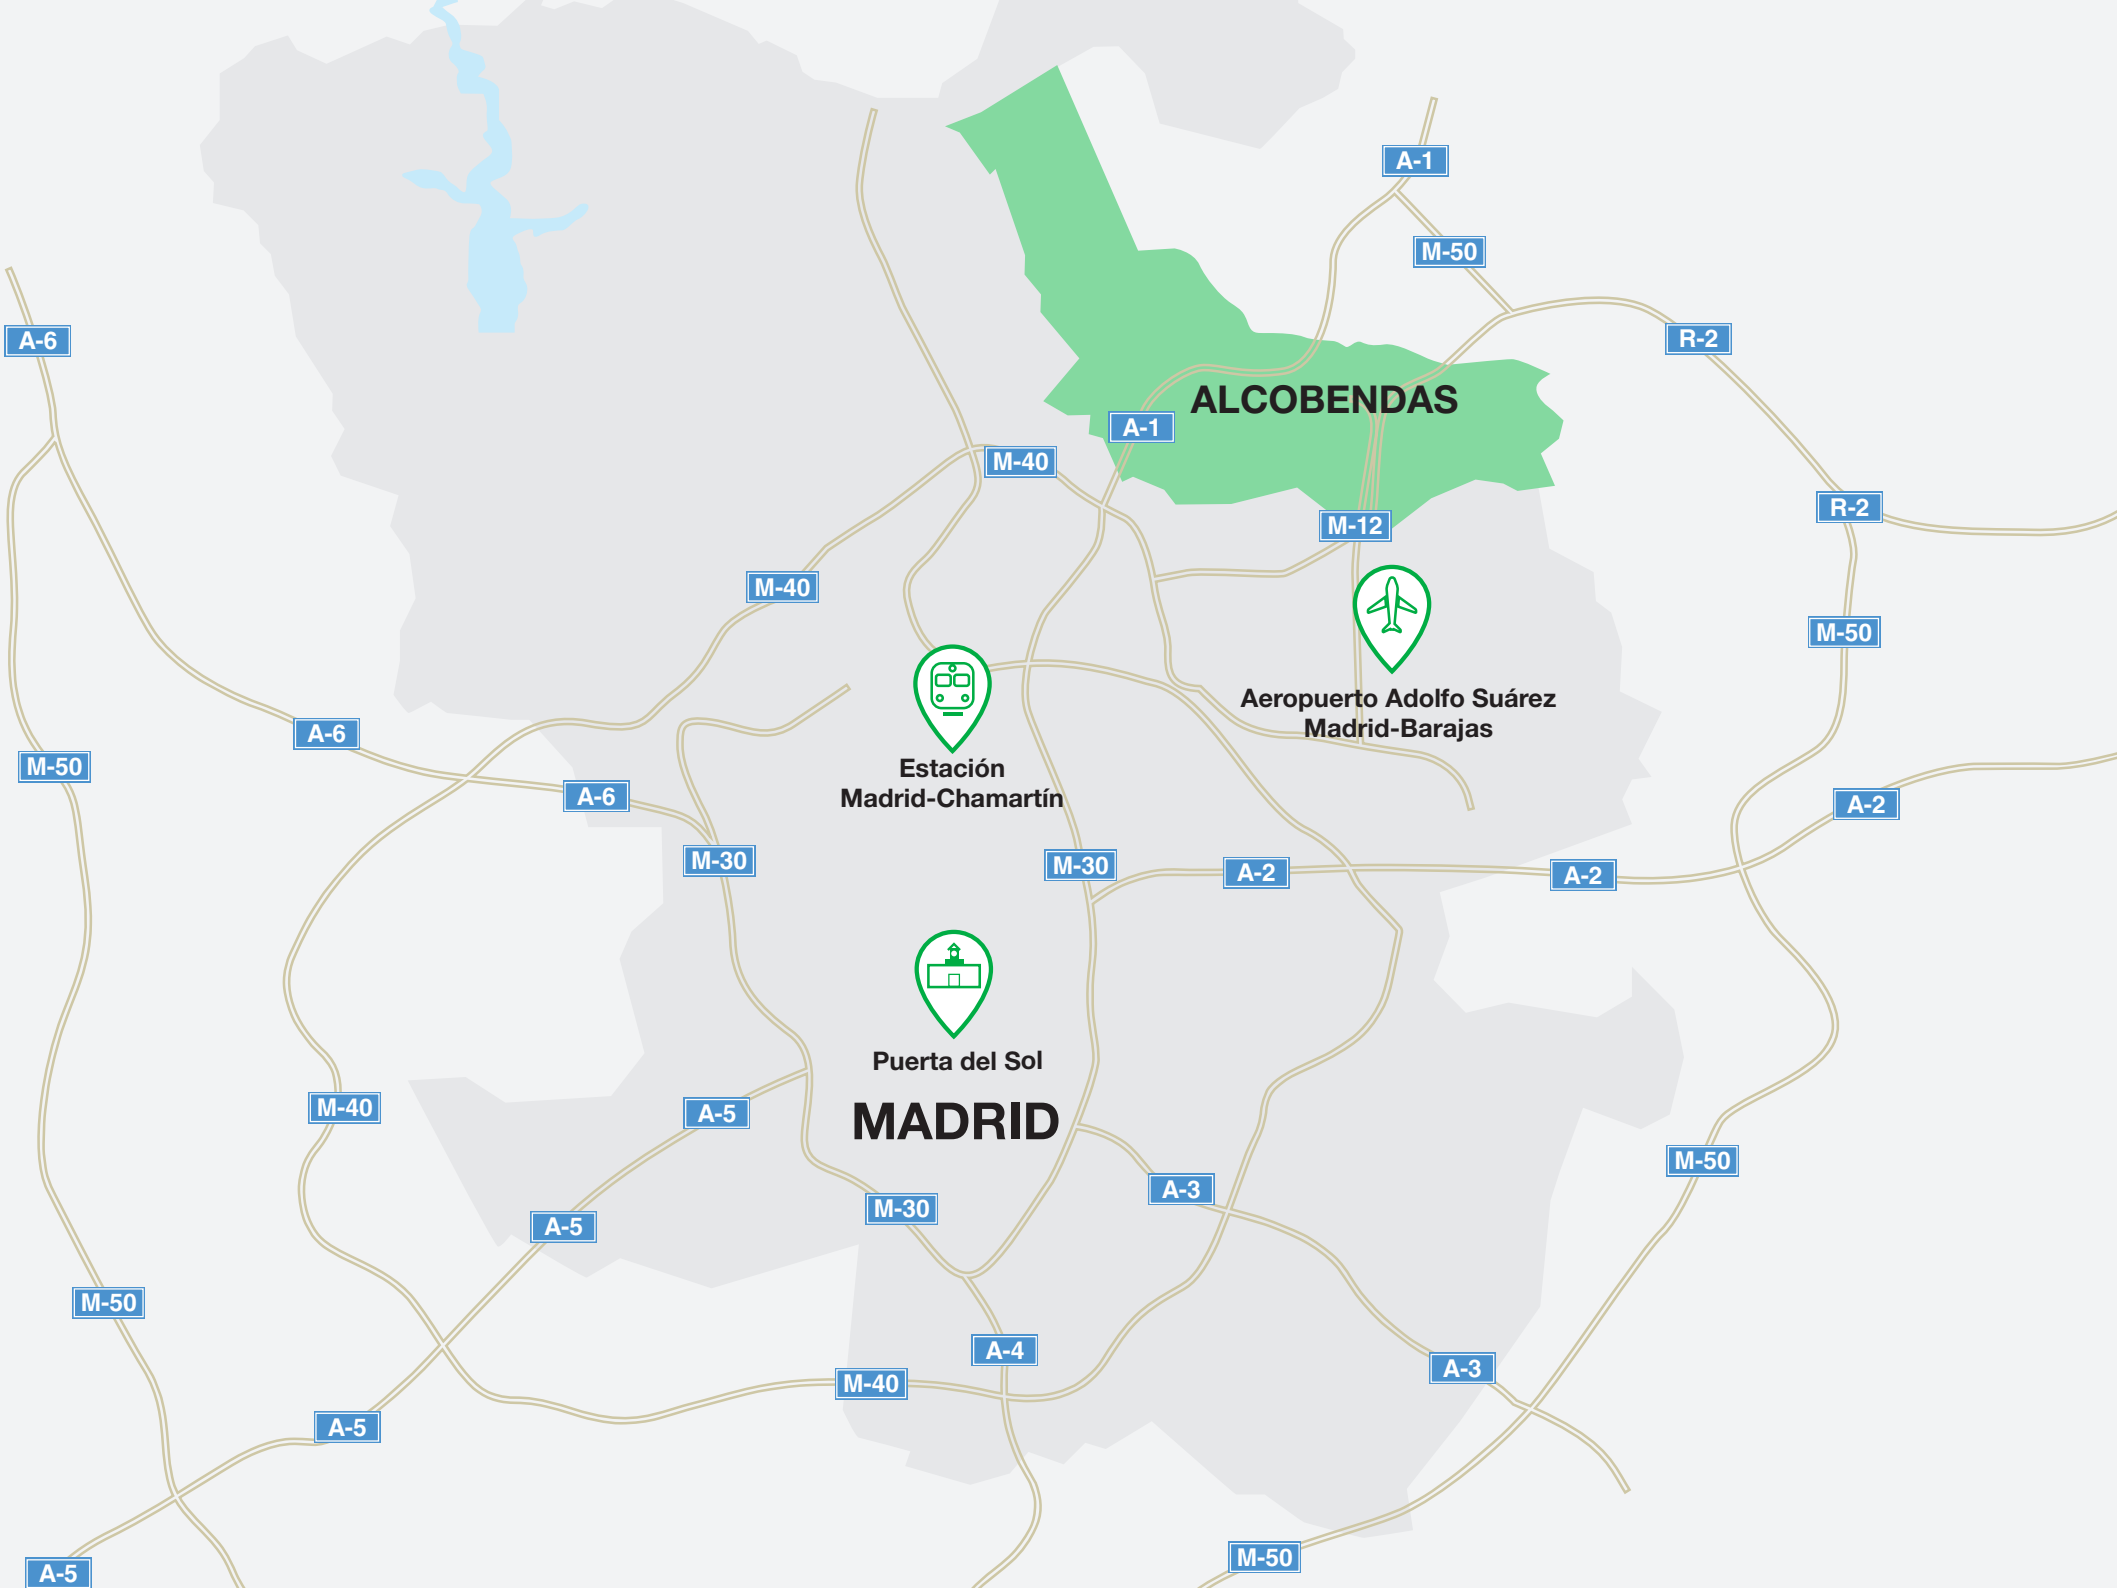 A-1
M-50
A-6
R-2
ALCOBENDAS
A-1
M-40
R-2
M-12
M-40
M-50
Aeropuerto Adolfo Suárez
Madrid-Barajas
A-6
M-50
Estación
Madrid-Chamartín
A-6
A-2
M-30
M-30
A-2
A-2
Puerta del Sol
MADRID
M-40
A-5
M-50
A-3
M-30
A-5
M-50
A-4
A-3
M-40
A-5
M-50
A-5